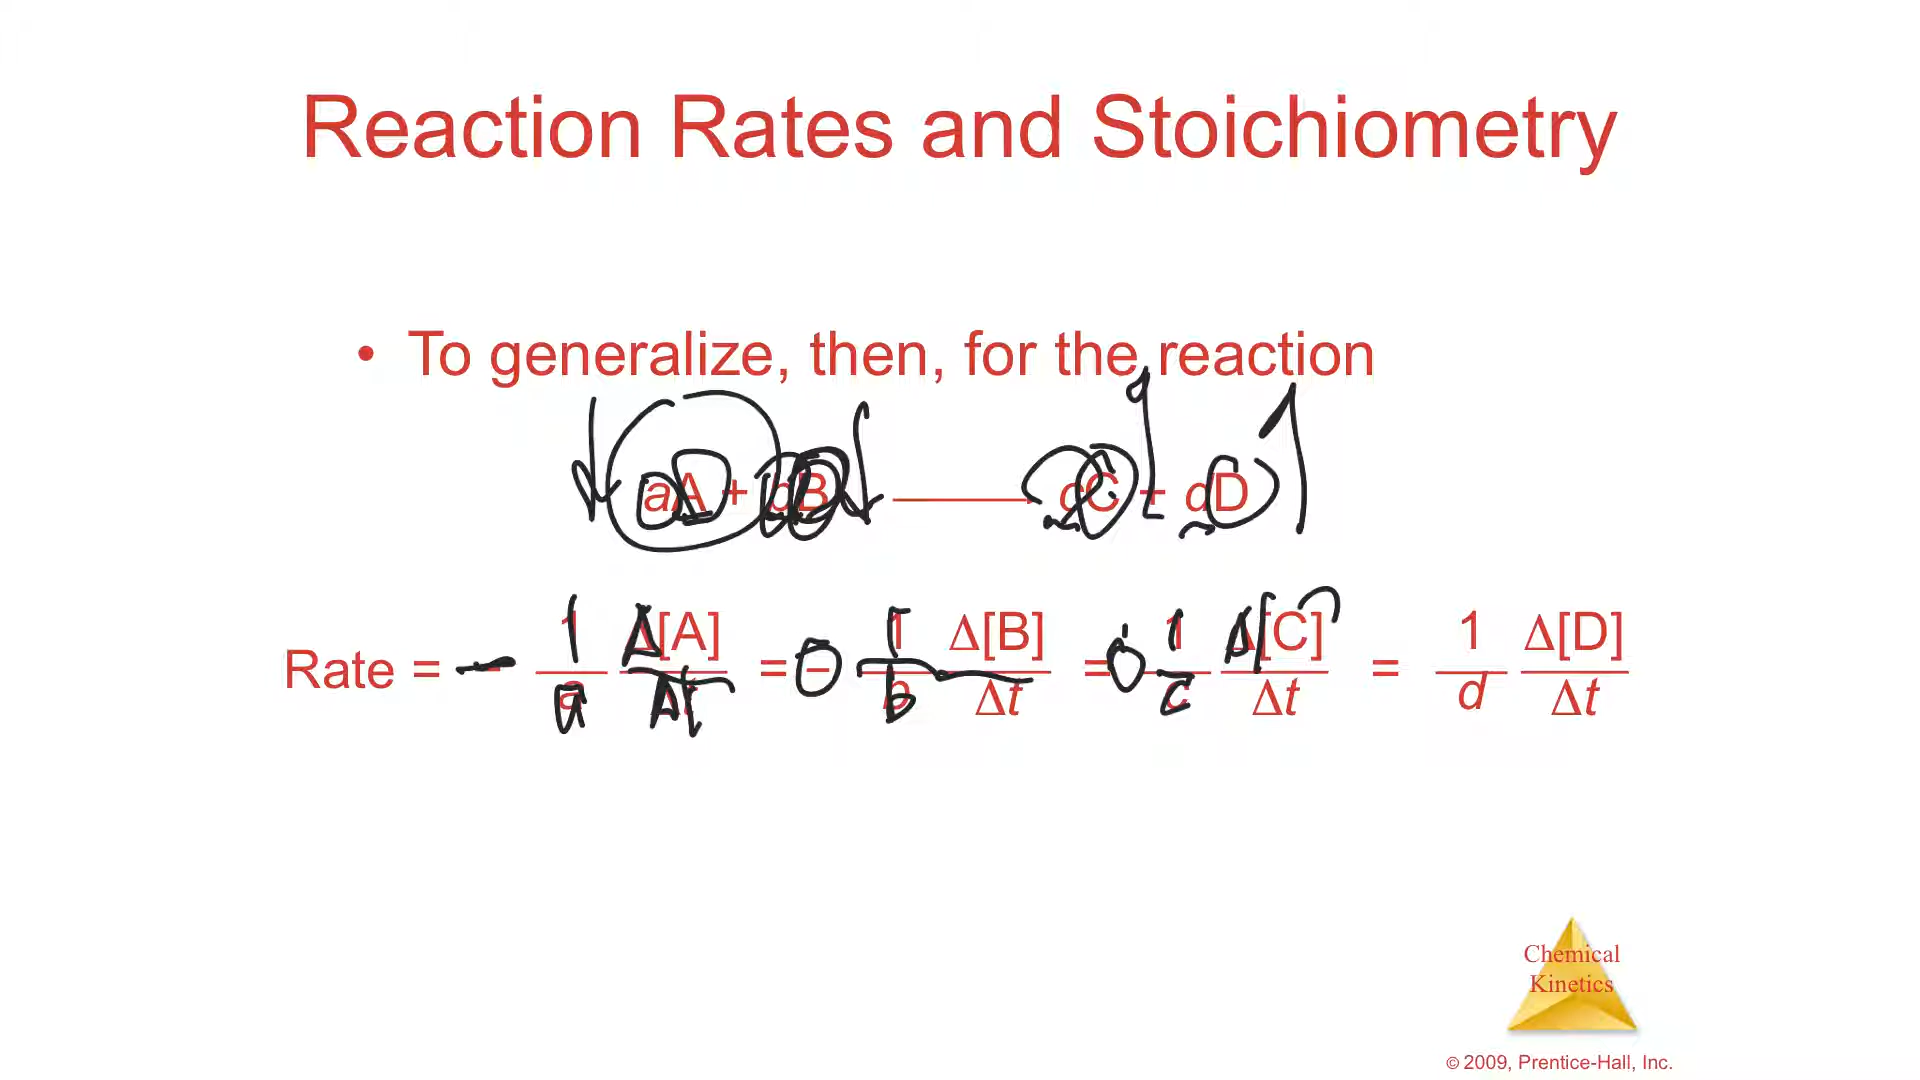 Reaction Rates and Stoichiometry
• To generalize, then, for the reaction
aA + bB ——— cC + dD
Rate = − 1/a Δ[A]/Δt = − 1/b Δ[B]/Δt = 1/c Δ[C]/Δt = 1/d Δ[D]/Δt
Chemical
Kinetics
© 2009, Prentice-Hall, Inc.